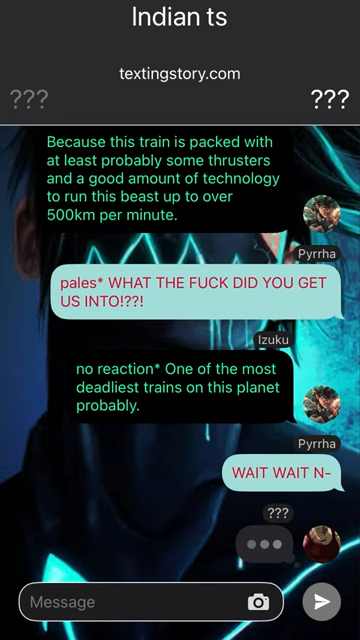 Indian ts
textingstory.com
???
???
Because this train is packed with
at least probably some thrusters
and a good amount of technology
to run this beast up to over
500km per minute.
Pyrrha
pales* WHAT THE FUCK DID YOU GET
US INTO!??!
Izuku
no reaction* One of the most
deadliest trains on this planet
probably.
Pyrrha
WAIT WAIT N-
???
Message